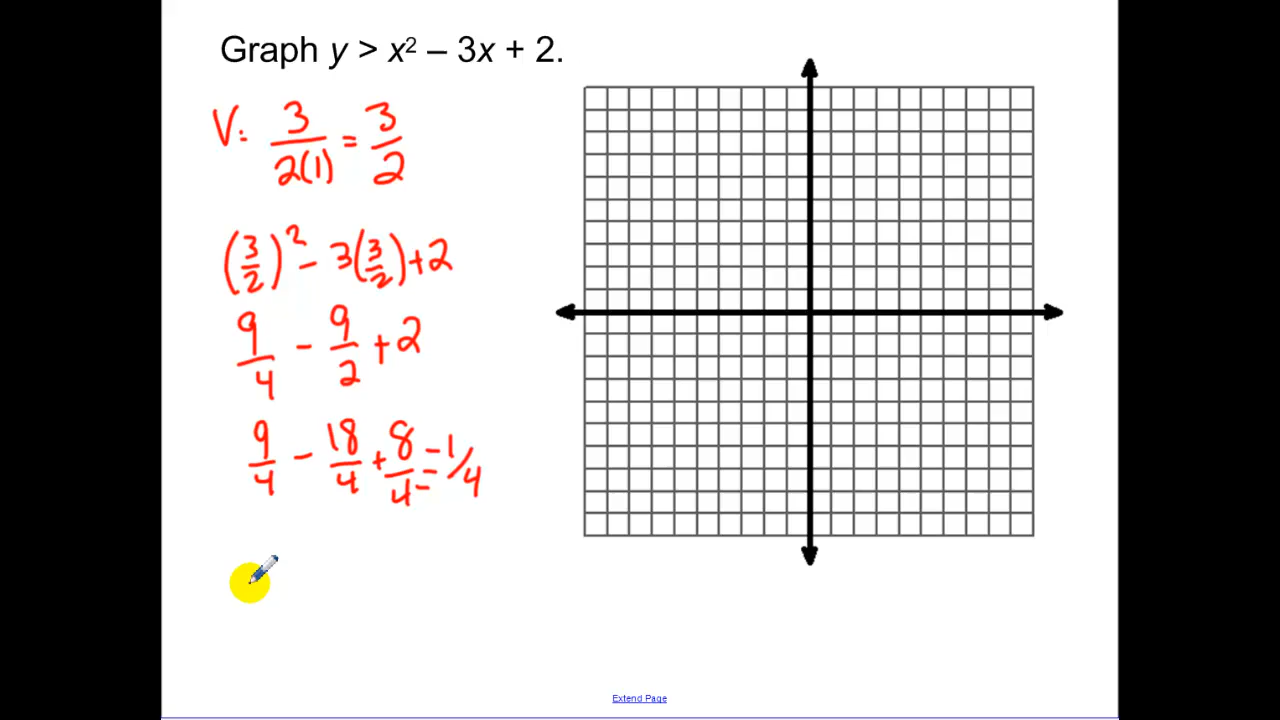 Graph y > x² – 3x + 2.
V: 3/2(1) = 3/2
(3/2)² - 3(3/2) + 2
9/4 - 9/2 + 2
9/4 - 18/4 + 8/4 = -1/4
Extend Page